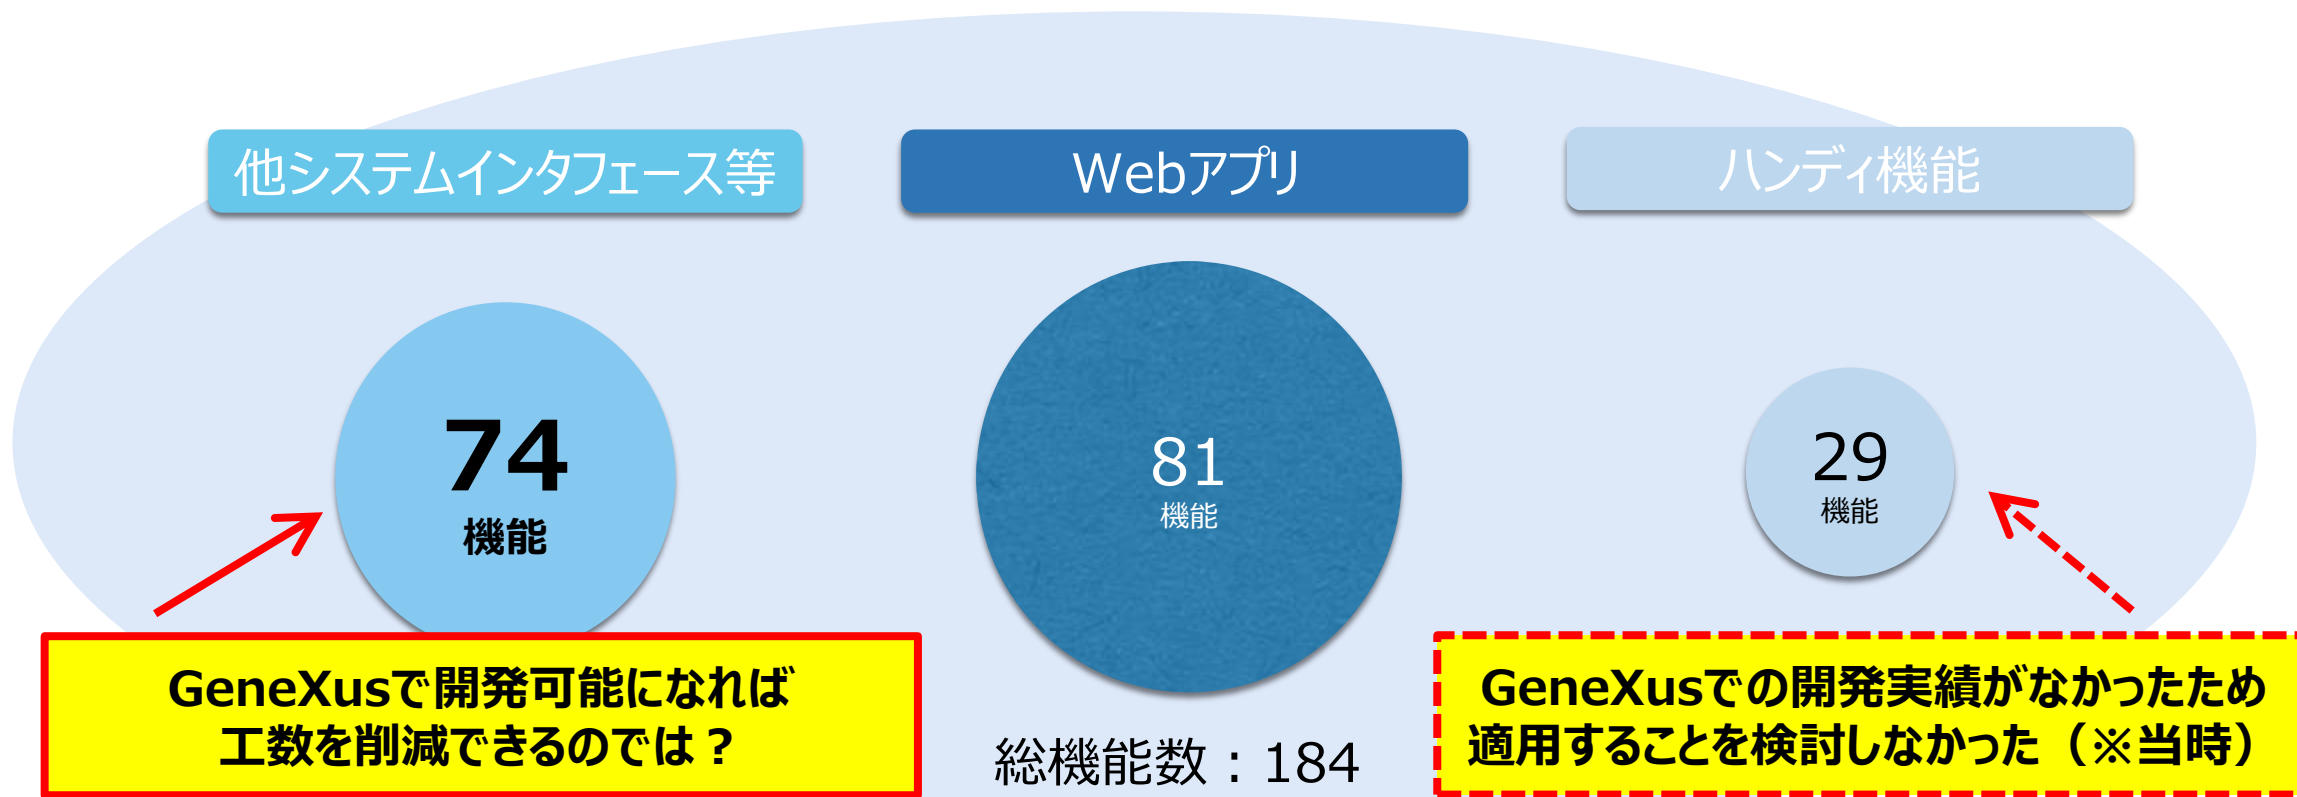 他システムインタフェース等
Webアプリ
ハンディ機能
74
機能
81
機能
29
機能
GeneXusで開発可能になれば
工数を削減できるのでは？
総機能数：184
GeneXusでの開発実績がなかったため
適用することを検討しなかった（※当時）